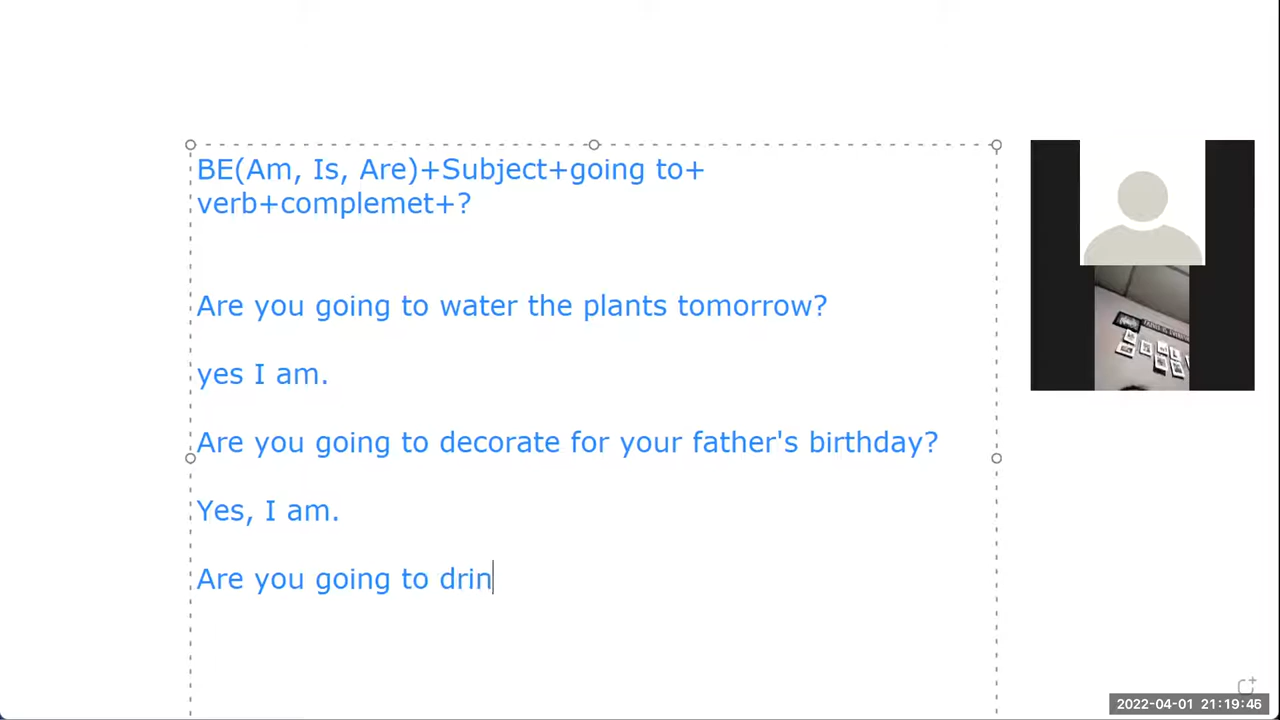 BE(Am, Is, Are)+Subject+going to+
verb+complemet+?
Are you going to water the plants tomorrow?
yes I am.
Are you going to decorate for your father's birthday?
Yes, I am.
Are you going to drin
2022-04-01 21:19:46